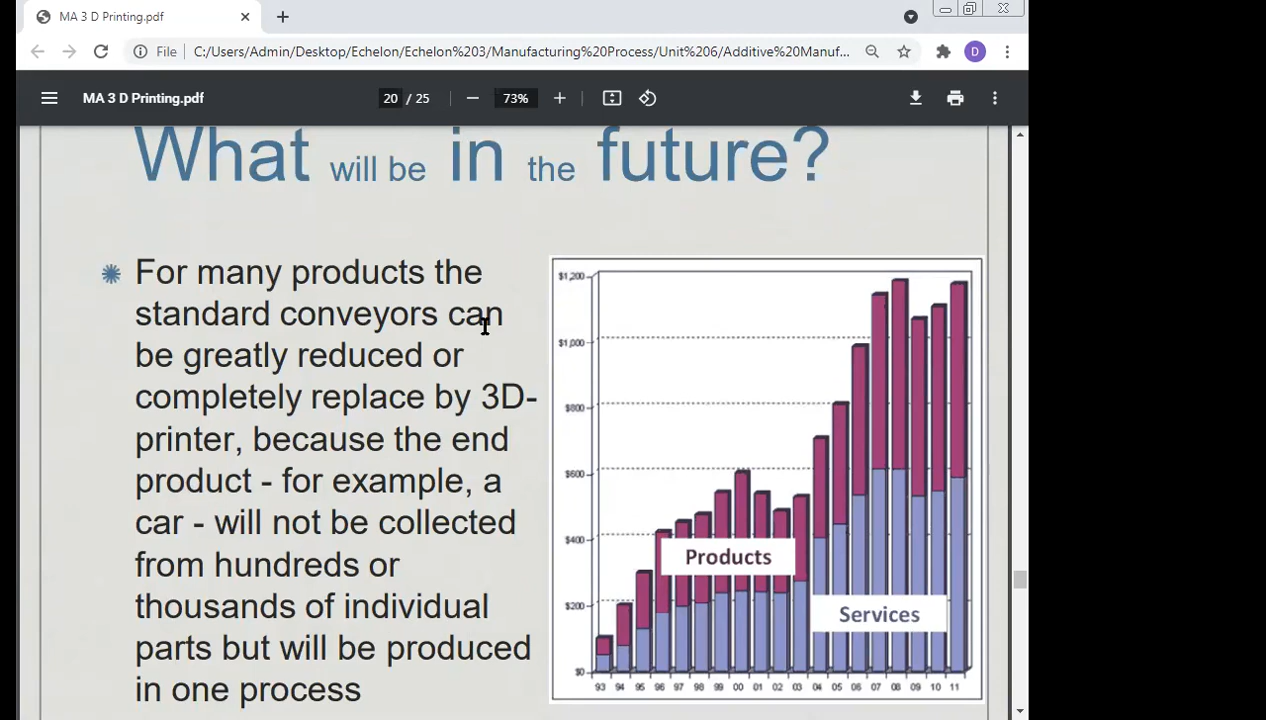 MA 3 D Printing.pdf
File C:/Users/Admin/Desktop/Echelon/Echelon%203/Manufacturing%20Process/Unit%206/Additive%20Manuf...
D
MA 3 D Printing.pdf
20 / 25
73%
What will be in the future?
For many products the
standard conveyors can
be greatly reduced or
completely replace by 3D-
printer, because the end
product - for example, a
car - will not be collected
from hundreds or
thousands of individual
parts but will be produced
in one process
$1,200
$1,000
$800
$600
$400
$200
$0
Products
Services
93 94 95 96 97 98 99 00 01 02 03 04 05 06 07 08 09 10 11